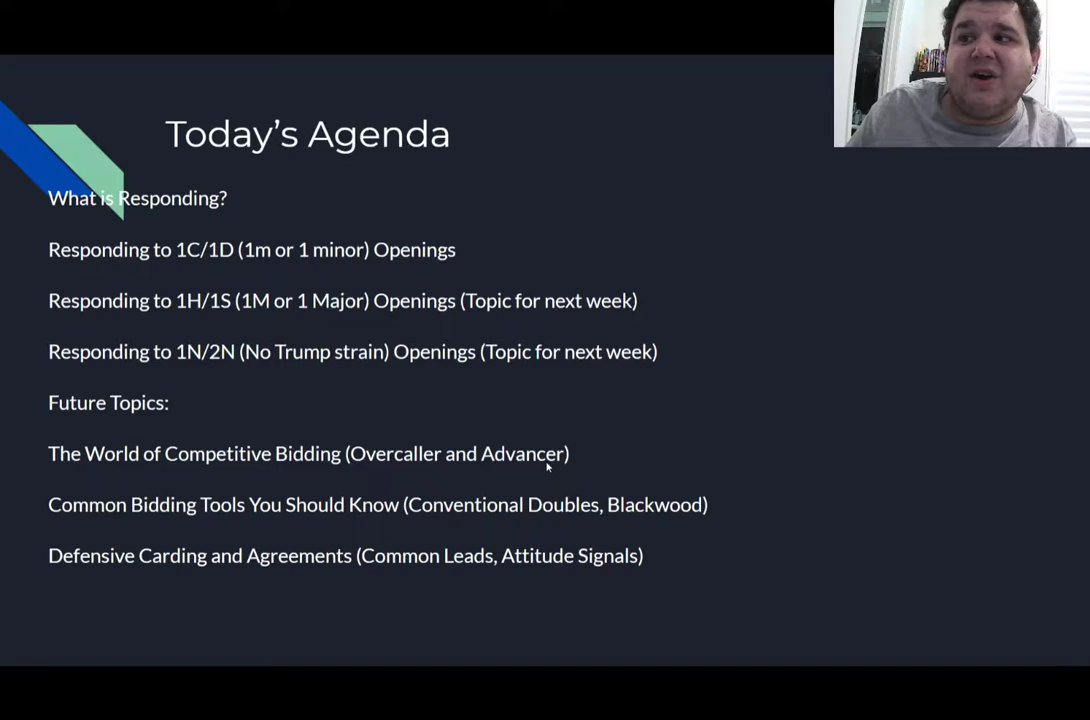 Today's Agenda
What is Responding?
Responding to 1C/1D (1m or 1 minor) Openings
Responding to 1H/1S (1M or 1 Major) Openings (Topic for next week)
Responding to 1N/2N (No Trump strain) Openings (Topic for next week)
Future Topics:
The World of Competitive Bidding (Overcaller and Advancer)
Common Bidding Tools You Should Know (Conventional Doubles, Blackwood)
Defensive Carding and Agreements (Common Leads, Attitude Signals)